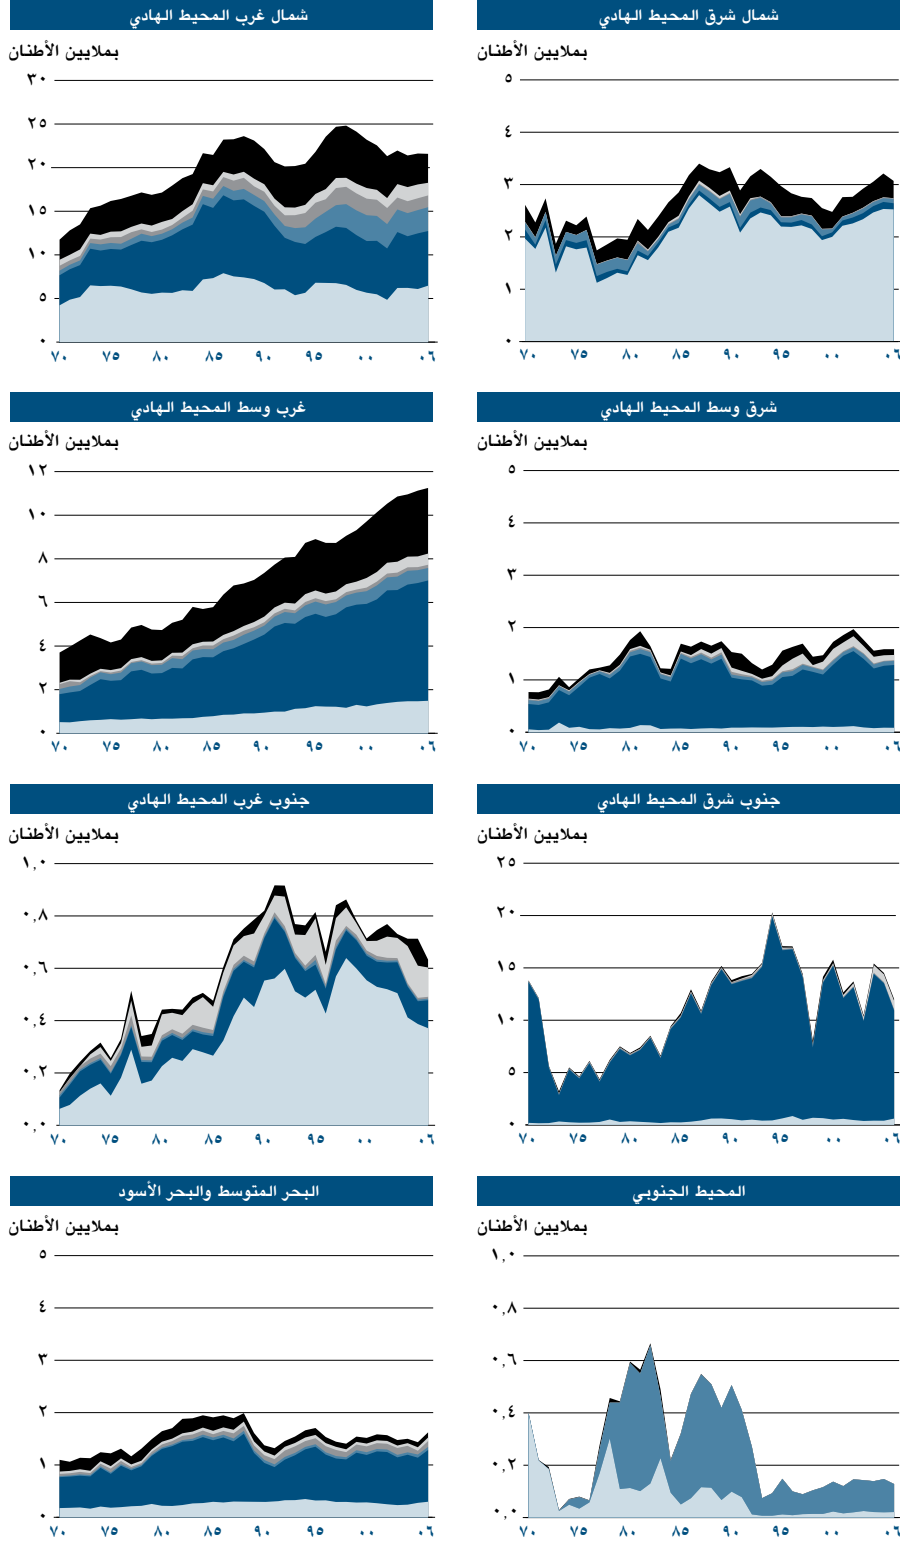 شمال غرب المحيط الهادي
بملايين الأطنان
٣٠
٢٥
٢٠
١٥
١٠
٥
٠
٧٠ ٧٥ ٨٠ ٨٥ ٩٠ ٩٥ ٠٠ ٠٦
شمال شرق المحيط الهادي
بملايين الأطنان
٥
٤
٣
٢
١
٠
٧٠ ٧٥ ٨٠ ٨٥ ٩٠ ٩٥ ٠٠ ٠٦
غرب وسط المحيط الهادي
بملايين الأطنان
١٢
١٠
٨
٦
٤
٢
٠
٧٠ ٧٥ ٨٠ ٨٥ ٩٠ ٩٥ ٠٠ ٠٦
شرق وسط المحيط الهادي
بملايين الأطنان
٥
٤
٣
٢
١
٠
٧٠ ٧٥ ٨٠ ٨٥ ٩٠ ٩٥ ٠٠ ٠٦
جنوب غرب المحيط الهادي
بملايين الأطنان
١,٠
٠,٨
٠,٦
٠,٤
٠,٢
٠,٠
٧٠ ٧٥ ٨٠ ٨٥ ٩٠ ٩٥ ٠٠ ٠٦
جنوب شرق المحيط الهادي
بملايين الأطنان
٢٥
٢٠
١٥
١٠
٥
٠
٧٠ ٧٥ ٨٠ ٨٥ ٩٠ ٩٥ ٠٠ ٠٦
البحر المتوسط والبحر الأسود
بملايين الأطنان
٥
٤
٣
٢
١
٠
٧٠ ٧٥ ٨٠ ٨٥ ٩٠ ٩٥ ٠٠ ٠٦
المحيط الجنوبي
بملايين الأطنان
١,٠
٠,٨
٠,٦
٠,٤
٠,٢
٠,٠
٧٠ ٧٥ ٨٠ ٨٥ ٩٠ ٩٥ ٠٠ ٠٦